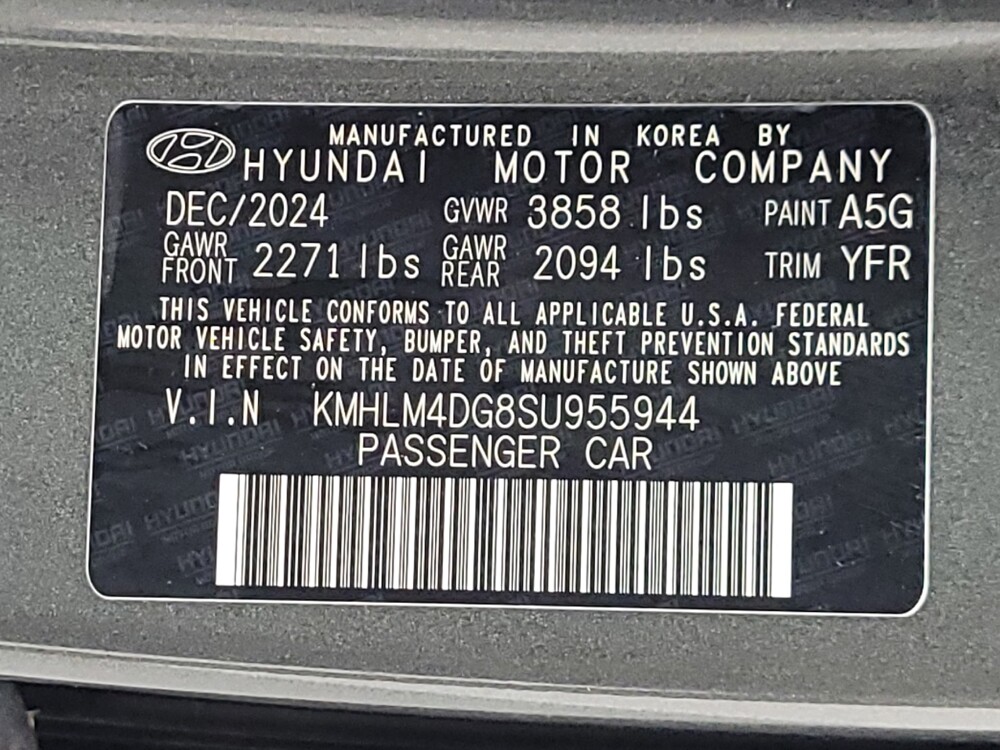 MANUFACTURED IN KOREA BY
HYUNDAI MOTOR COMPANY
DEC/2024 GVWR 3858 lbs PAINT A5G
GAWR FRONT 2271 lbs GAWR REAR 2094 lbs TRIM YFR
THIS VEHICLE CONFORMS TO ALL APPLICABLE U.S.A. FEDERAL
MOTOR VEHICLE SAFETY, BUMPER, AND THEFT PREVENTION STANDARDS
IN EFFECT ON THE DATE OF MANUFACTURE SHOWN ABOVE
V.I.N KMHLM4DG8SU955944
PASSENGER CAR